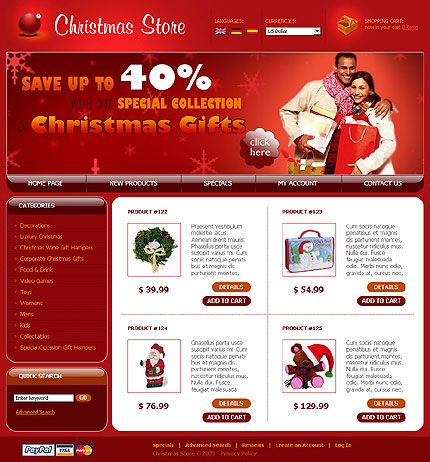 Christmas Store
LANGUAGES:
CURRENCIES:
US Dollar
SHOPPING CART:
now in your cart 0 items
SAVE UP TO 40%
WITH OUR SPECIAL COLLECTION
OF Christmas Gifts
click
here
HOME PAGE
NEW PRODUCTS
SPECIALS
MY ACCOUNT
CONTACT US
CATEGORIES
Decorations
Luxury Christmas
Christmas Wine Gift Hampers
Corporate Christmas Gifts
Food & Drink
Video Games
Toys
Womens
Mens
Kids
Collectables
Special Occasion Gift Hampers
QUICK SEARCH
Enter keyword
GO
Advanced Search
PRODUCT #122
Praesent vestibulum
molestie lacus.
Aenean dreit mauris.
Phasellus porta usce
suscipit varius mi. Cum
sociis natoque penati
bus et magnis dis
parturient montes,
$ 39.99
DETAILS
ADD TO CART
PRODUCT #123
Cum sociis natoque
penatibus et magnis
dis parturient montes,
nascetur ridiculus mus.
Nulla dui. Fusce
feugiat malesuada
odio. Morbi nunc odio,
gravida at, cursus nec,
$ 54.99
DETAILS
ADD TO CART
PRODUCT #124
Ghasellus porta usce
suscipit varius mi. Cum
sociis natoque penati
bus et magnis dis
parturient montes,
nascetur ridiculus mus.
Nulla dui. Fusce
feugiat malesuada
$ 76.99
DETAILS
ADD TO CART
PRODUCT #125
Cum sociis natoque
penatibus et magnis
dis parturient montes,
nascetur ridiculus mus.
Nulla dui. Fusce
feugiat malesuada
odio. Morbi nunc odio,
gravida at, cursus nec,
$ 129.99
DETAILS
ADD TO CART
PayPal
VISA
Specials | Advanced Search | Reviews | Create an Account | Log In
Christmas Store © 2009 Privacy Policy